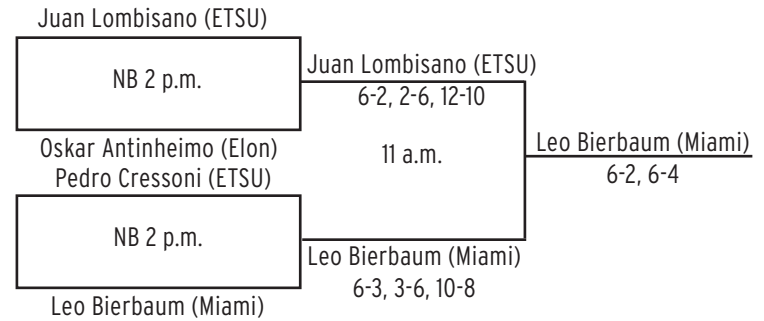 Juan Lombisano (ETSU)
NB 2 p.m.
Oskar Antinheimo (Elon)
Pedro Cressoni (ETSU)
NB 2 p.m.
Leo Bierbaum (Miami)
Juan Lombisano (ETSU)
6-2, 2-6, 12-10
11 a.m.
Leo Bierbaum (Miami)
6-3, 3-6, 10-8
Leo Bierbaum (Miami)
6-2, 6-4